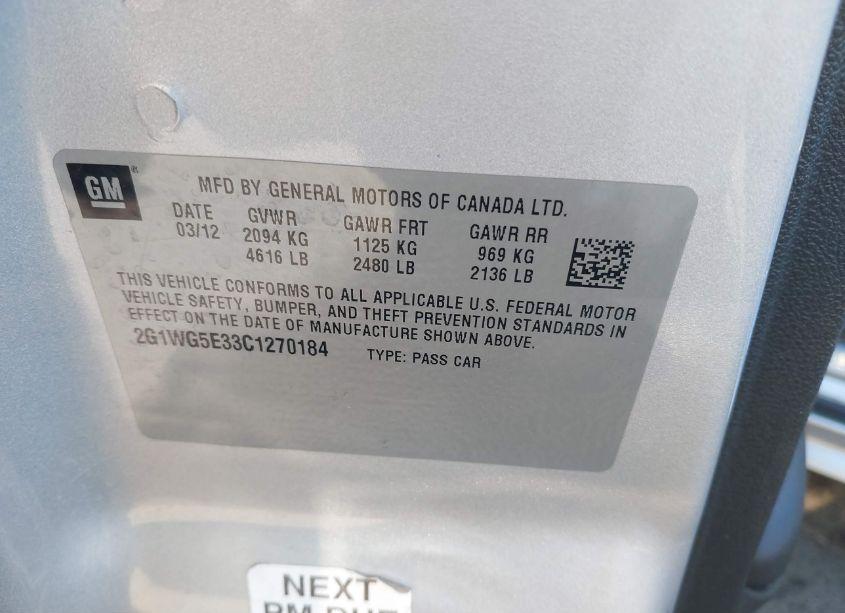 GM
MFD BY GENERAL MOTORS OF CANADA LTD.
DATE GVWR GAWR FRT GAWR RR
03/12 2094 KG 1125 KG 969 KG
4616 LB 2480 LB 2136 LB
THIS VEHICLE CONFORMS TO ALL APPLICABLE U.S. FEDERAL MOTOR
VEHICLE SAFETY, BUMPER, AND THEFT PREVENTION STANDARDS IN
EFFECT ON THE DATE OF MANUFACTURE SHOWN ABOVE.
2G1WG5E33C1270184 TYPE: PASS CAR
NEXT
PM DUE